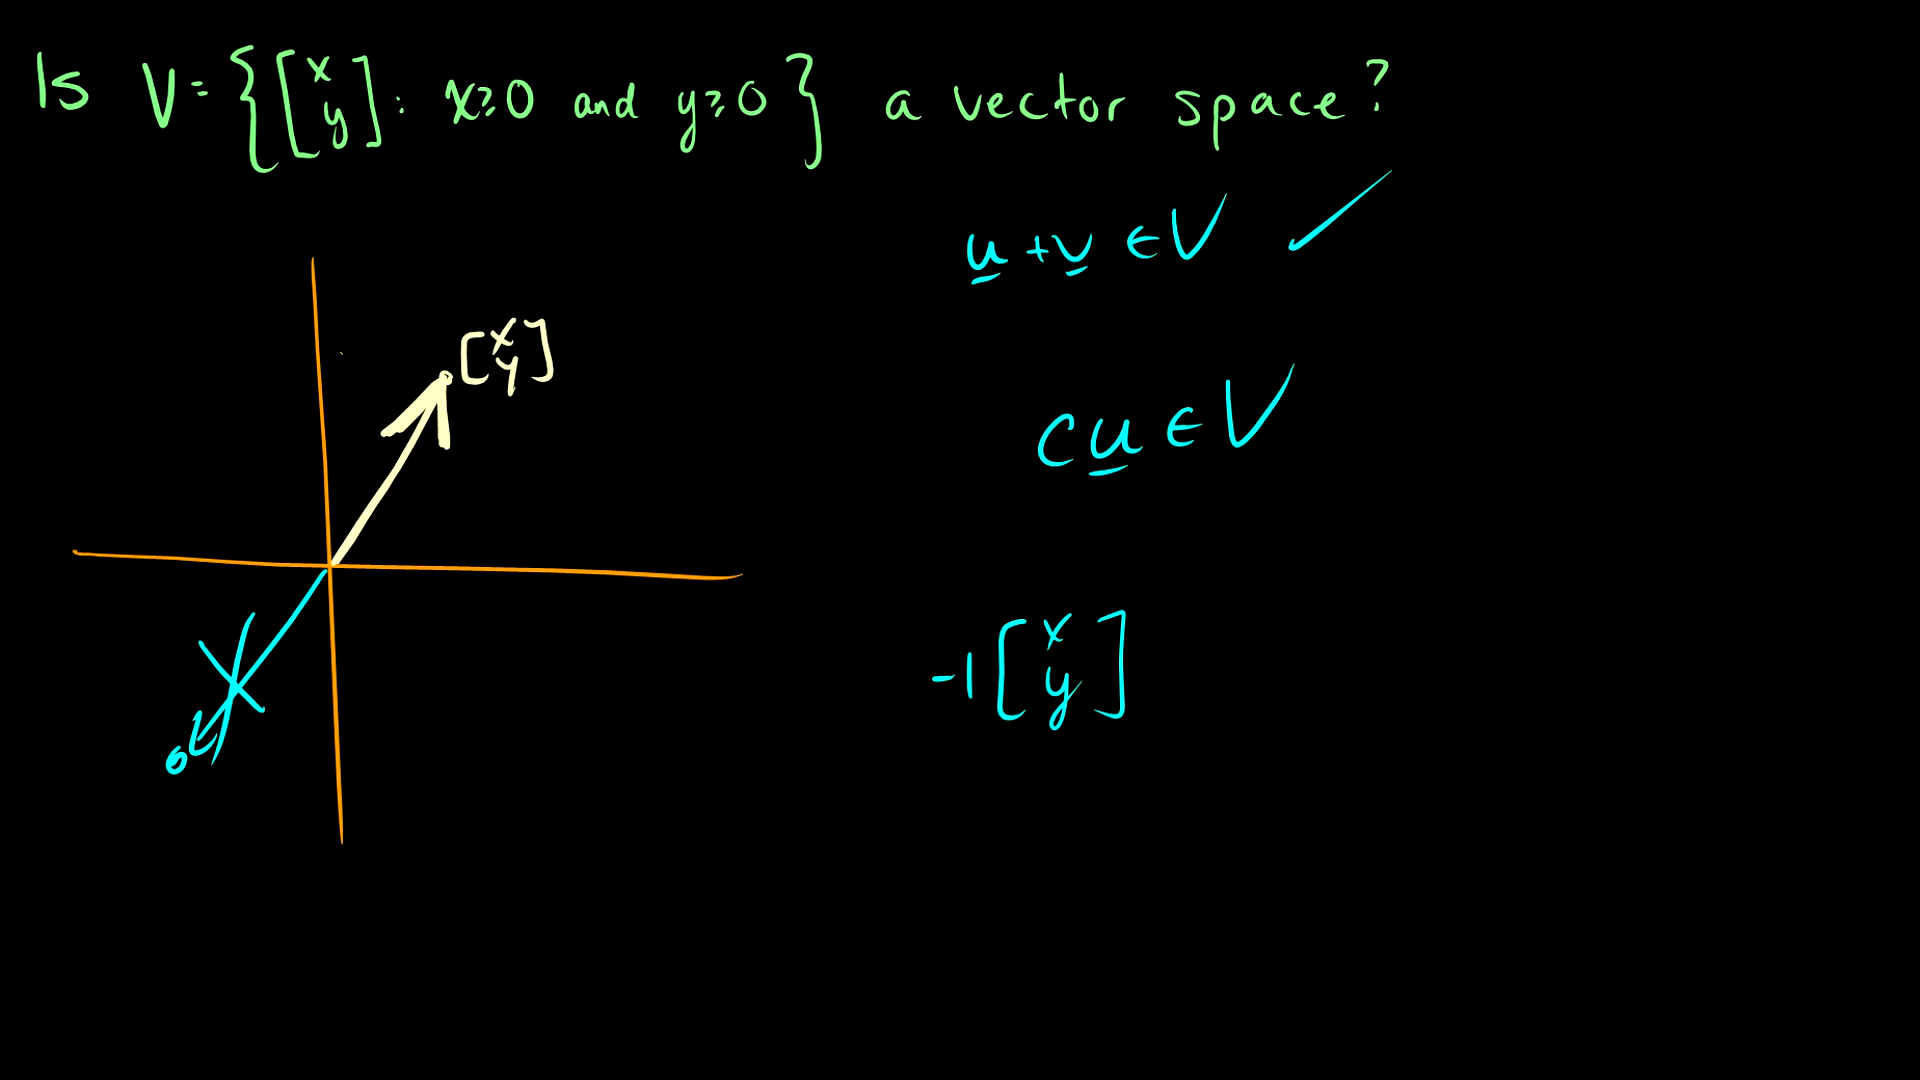 Is V = { [x y] : x ≥ 0 and y ≥ 0 } a vector space?
u + v ∈ V ✓
[x y]
c u ∈ V
-1 [x y]